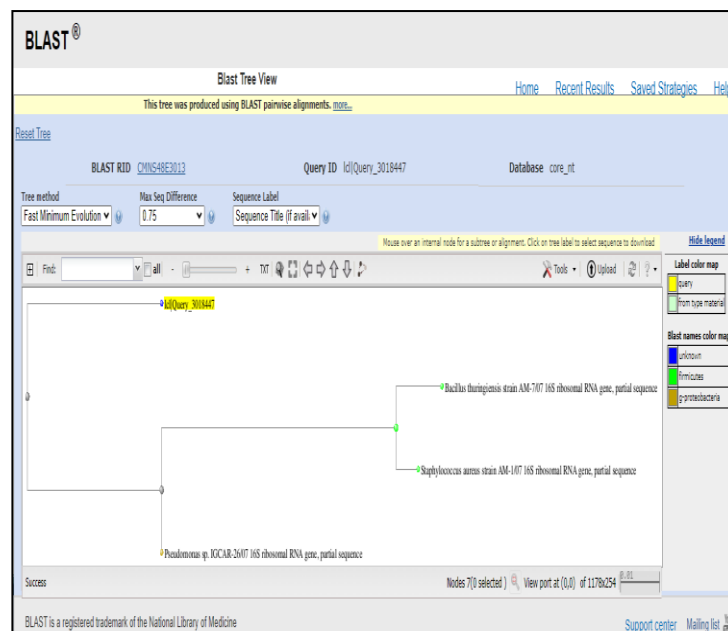 BLAST ®
Blast Tree View
Home Recent Results Saved Strategies Help
This tree was produced using BLAST pairwise alignments. more...
Reset Tree
BLAST RID CMNS48E3013 Query ID lcl|Query_3018447 Database core_nt
Tree method Max Seq Difference Sequence Label
Fast Minimum Evolution 0.75 Sequence Title (if avail
Mouse over an internal node for a subtree or alignment. Click on tree label to select sequence to download Hide legend
Find: all - + TXT Tools Upload ?
Label color map
query
from type material
Blast names color map
unknown
firmicutes
g-proteobacteria
lcl|Query_3018447
Bacillus thuringiensis strain AM-7/07 16S ribosomal RNA gene, partial sequence
Staphylococcus aureus strain AM-1/07 16S ribosomal RNA gene, partial sequence
Pseudomonas sp. IGCAR-26/07 16S ribosomal RNA gene, partial sequence
Success Nodes 7(0 selected) View port at (0,0) of 1178x254 0.01
BLAST is a registered trademark of the National Library of Medicine Support center Mailing list